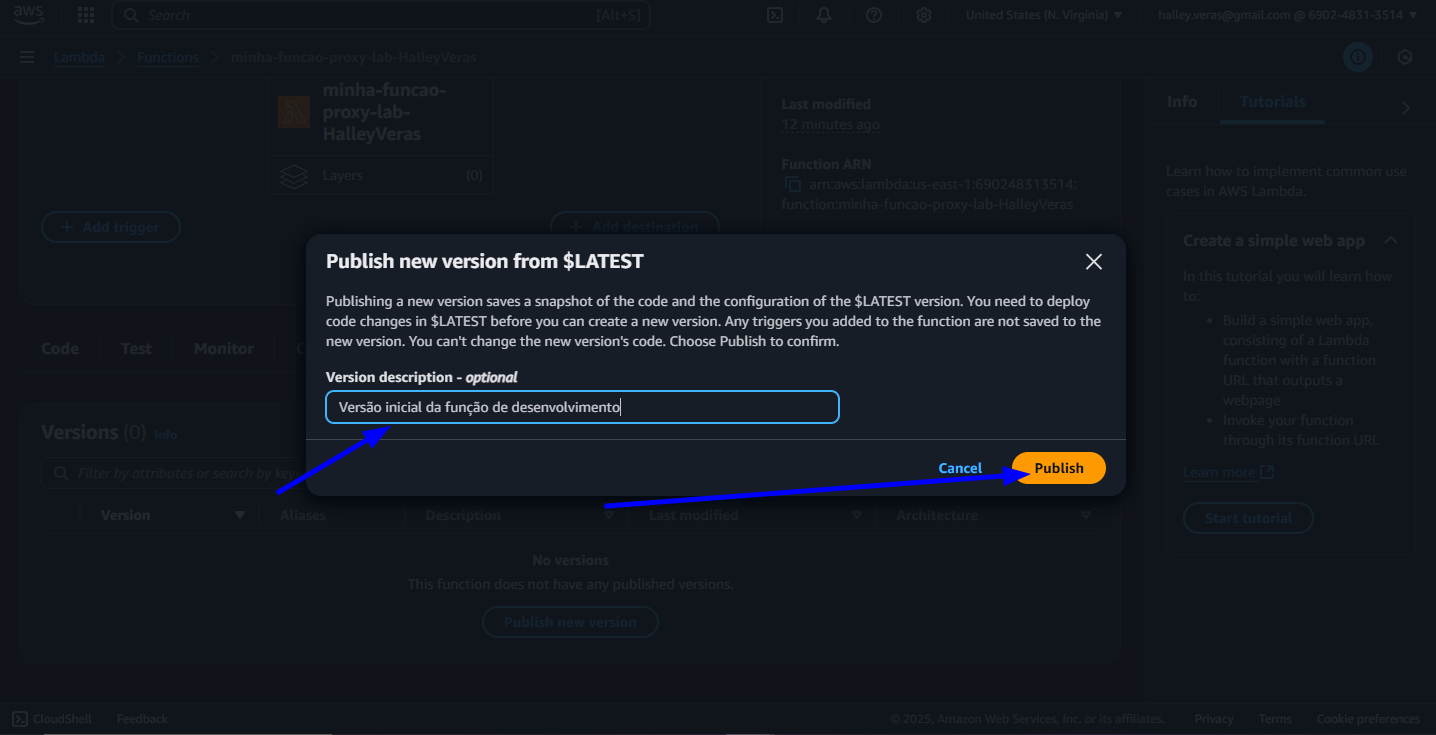 aws
Search
[Alt+S]
United States (N. Virginia)
halley.veras@gmail.com @ 6902-4831-3514
Lambda
Functions
minha-funcao-proxy-lab-HalleyVeras
minha-funcao-
proxy-lab-
HalleyVeras
Layers
(0)
Add trigger
Add destination
Last modified
12 minutes ago
Function ARN
arn:aws:lambda:us-east-1:690248313514:
function:minha-funcao-proxy-lab-HalleyVeras
Info
Tutorials
Learn how to implement common use
cases in AWS Lambda.
Create a simple web app
In this tutorial you will learn how
to:
Build a simple web app,
consisting of a Lambda
function with a function
URL that outputs a
webpage
Invoke your function
through its function URL
Learn more
Start tutorial
Publish new version from $LATEST
Publishing a new version saves a snapshot of the code and the configuration of the $LATEST version. You need to deploy
code changes in $LATEST before you can create a new version. Any triggers you added to the function are not saved to the
new version. You can't change the new version's code. Choose Publish to confirm.
Version description - optional
Versão inicial da função de desenvolvimento
Cancel
Publish
Code
Test
Monitor
Versions (0)
Info
Filter by attributes or search by
Version
Aliases
Description
Last modified
Architecture
No versions
This function does not have any published versions.
Publish new version
CloudShell
Feedback
© 2025, Amazon Web Services, Inc. or its affiliates.
Privacy
Terms
Cookie preferences